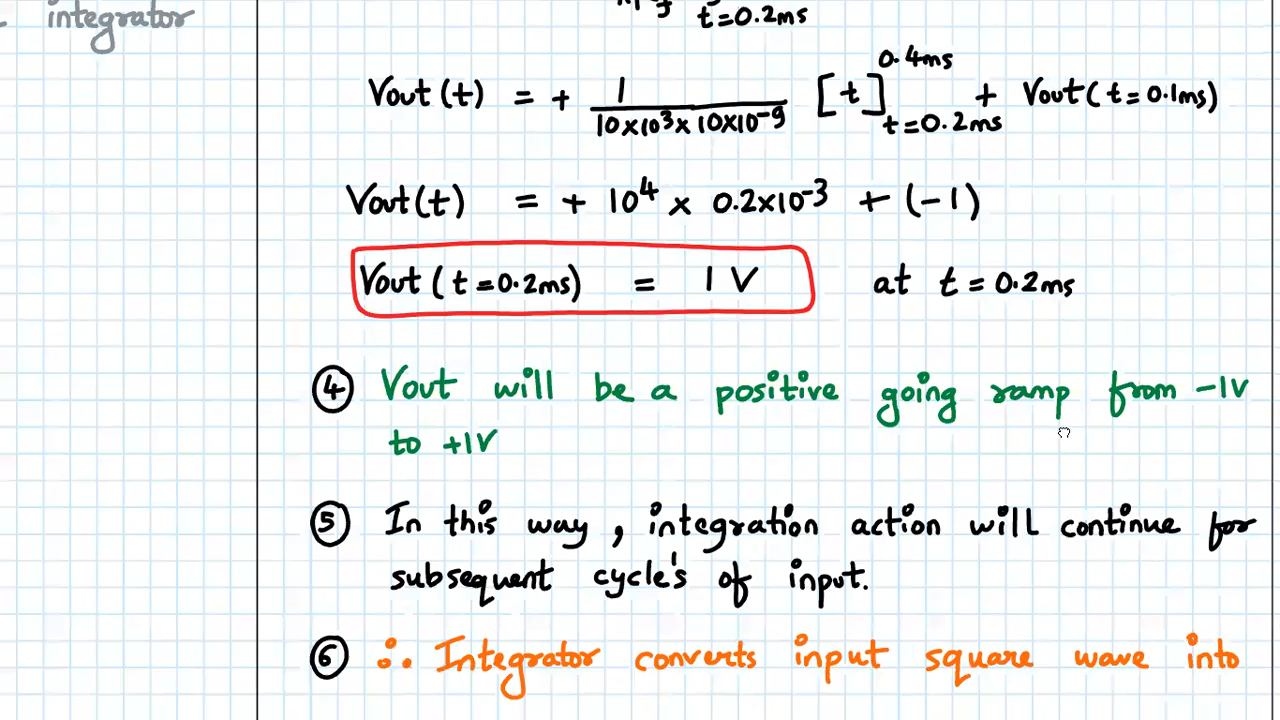 integrator
t=0.2ms
0.4ms
Vout(t) = + 1 [t] + Vout(t=0.1ms)
10×10³× 10×10⁻⁹ t=0.2ms
Vout(t) = + 10⁴ × 0.2×10⁻³ + (-1)
Vout(t=0.2ms) = 1V at t=0.2ms
④ Vout will be a positive going ramp from -1V
to +1V
⑤ In this way, integration action will continue for
subsequent cycle's of input.
⑥ ∴ Integrator converts input square wave into